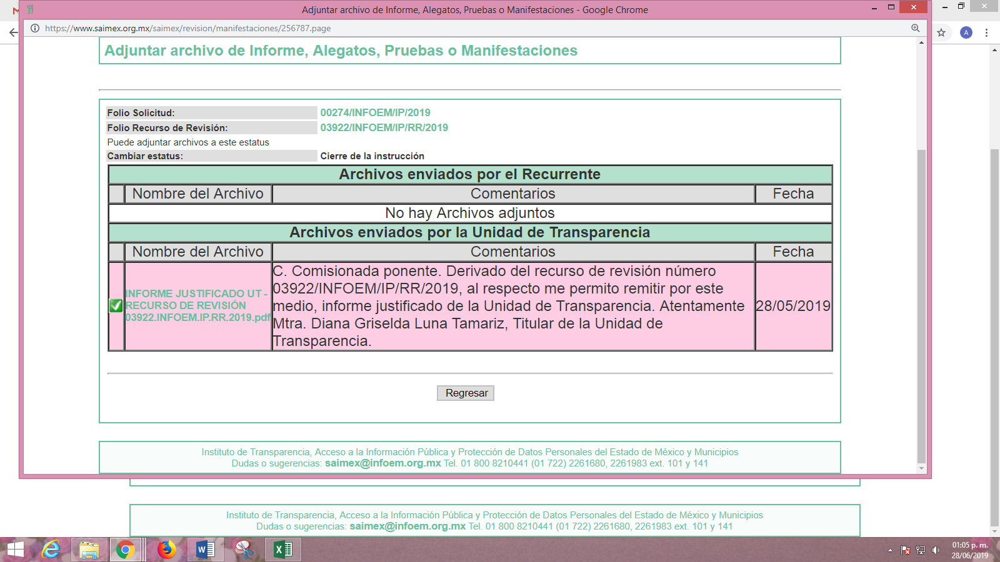 Adjuntar archivo de Informe, Alegatos, Pruebas o Manifestaciones - Google Chrome
https://www.saimex.org.mx/saimex/revision/manifestaciones/256787.page
A
Adjuntar archivo de Informe, Alegatos, Pruebas o Manifestaciones
Folio Solicitud: 00274/INFOEM/IP/2019
Folio Recurso de Revisión: 03922/INFOEM/IP/RR/2019
Puede adjuntar archivos a este estatus
Cambiar estatus: Cierre de la instrucción
Archivos enviados por el Recurrente
Nombre del Archivo Comentarios Fecha
No hay Archivos adjuntos
Archivos enviados por la Unidad de Transparencia
Nombre del Archivo Comentarios Fecha
INFORME JUSTIFICADO UT -
RECURSO DE REVISIÓN
03922.INFOEM.IP.RR.2019.pdf
C. Comisionada ponente. Derivado del recurso de revisión número
03922/INFOEM/IP/RR/2019, al respecto me permito remitir por este
medio, informe justificado de la Unidad de Transparencia. Atentamente
Mtra. Diana Griselda Luna Tamariz, Titular de la Unidad de
Transparencia.
28/05/2019
Regresar
Instituto de Transparencia, Acceso a la Información Pública y Protección de Datos Personales del Estado de México y Municipios
Dudas o sugerencias: saimex@infoem.org.mx Tel. 01 800 8210441 (01 722) 2261680, 2261983 ext. 101 y 141
Instituto de Transparencia, Acceso a la Información Pública y Protección de Datos Personales del Estado de México y Municipios
Dudas o sugerencias: saimex@infoem.org.mx Tel. 01 800 8210441 (01 722) 2261680, 2261983 ext. 101 y 141
01:05 p. m.
28/06/2019